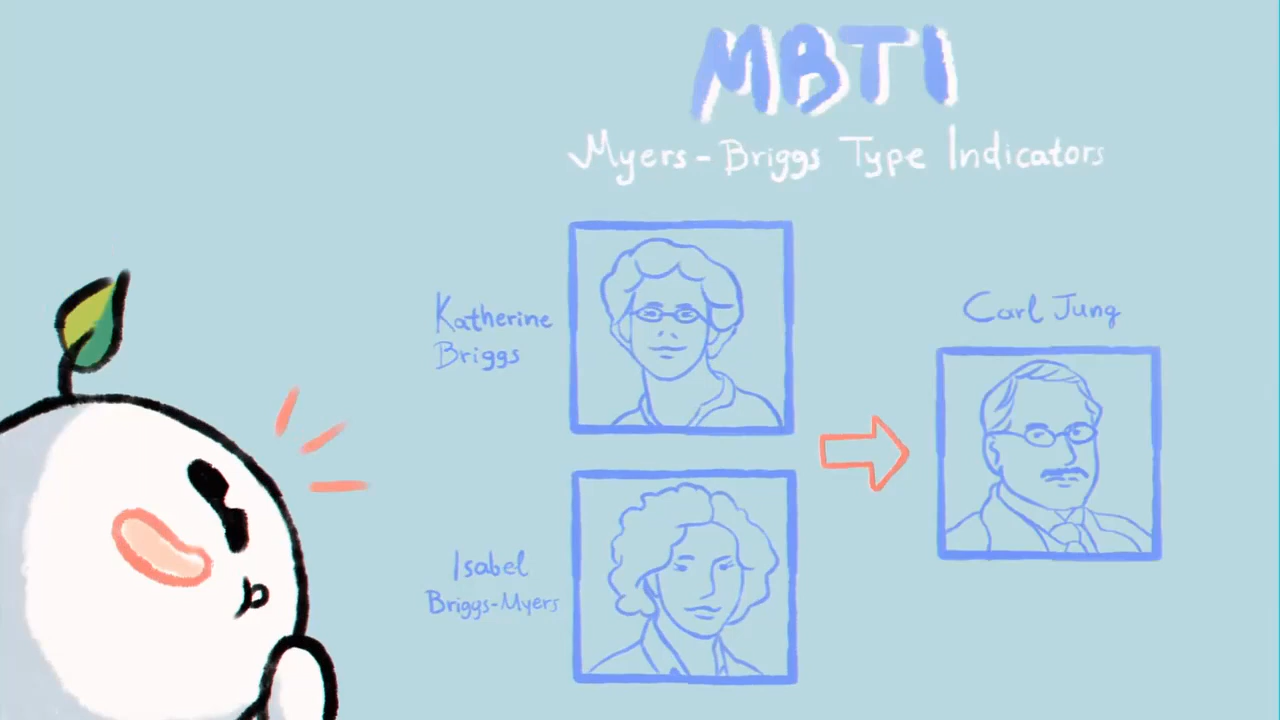 MBTI
Myers-Briggs Type Indicators
Katherine
Briggs
Carl Jung
Isabel
Briggs-Myers